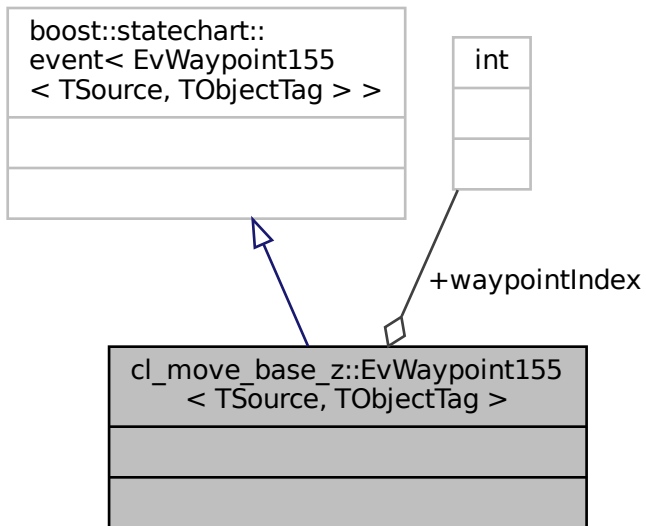 boost::statechart::
event< EvWaypoint155
< TSource, TObjectTag > >
int
+waypointIndex
cl_move_base_z::EvWaypoint155
< TSource, TObjectTag >